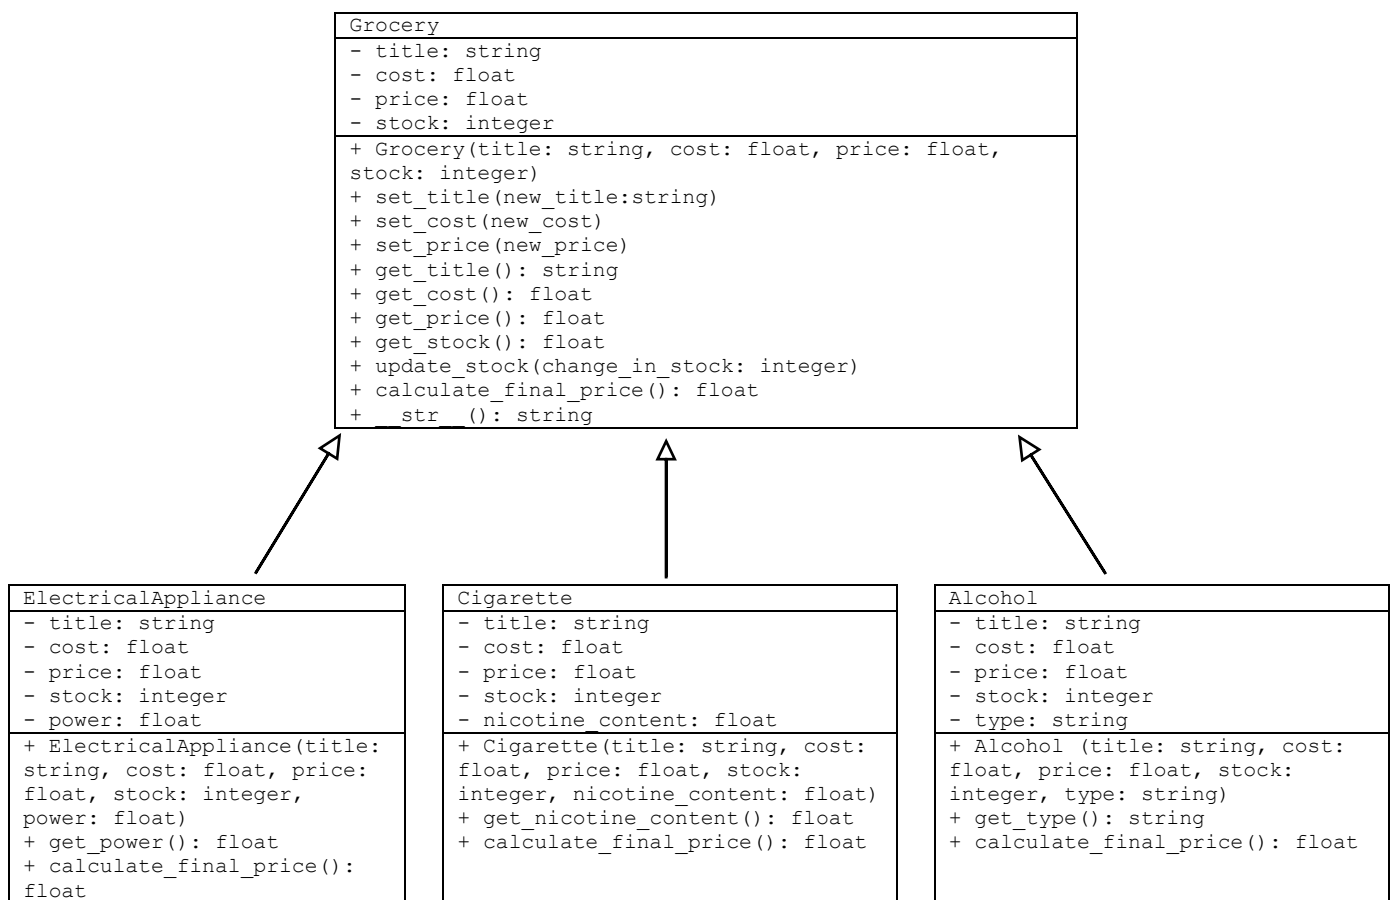 Grocery
- title: string
- cost: float
- price: float
- stock: integer
+ Grocery(title: string, cost: float, price: float,
stock: integer)
+ set_title(new_title:string)
+ set_cost(new_cost)
+ set_price(new_price)
+ get_title(): string
+ get_cost(): float
+ get_price(): float
+ get_stock(): float
+ update_stock(change_in_stock: integer)
+ calculate_final_price(): float
+ __str__(): string
ElectricalAppliance
- title: string
- cost: float
- price: float
- stock: integer
- power: float
+ ElectricalAppliance(title:
string, cost: float, price:
float, stock: integer,
power: float)
+ get_power(): float
+ calculate_final_price():
float
Cigarette
- title: string
- cost: float
- price: float
- stock: integer
- nicotine_content: float
+ Cigarette(title: string, cost:
float, price: float, stock:
integer, nicotine_content: float)
+ get_nicotine_content(): float
+ calculate_final_price(): float
Alcohol
- title: string
- cost: float
- price: float
- stock: integer
- type: string
+ Alcohol (title: string, cost:
float, price: float, stock:
integer, type: string)
+ get_type(): string
+ calculate_final_price(): float